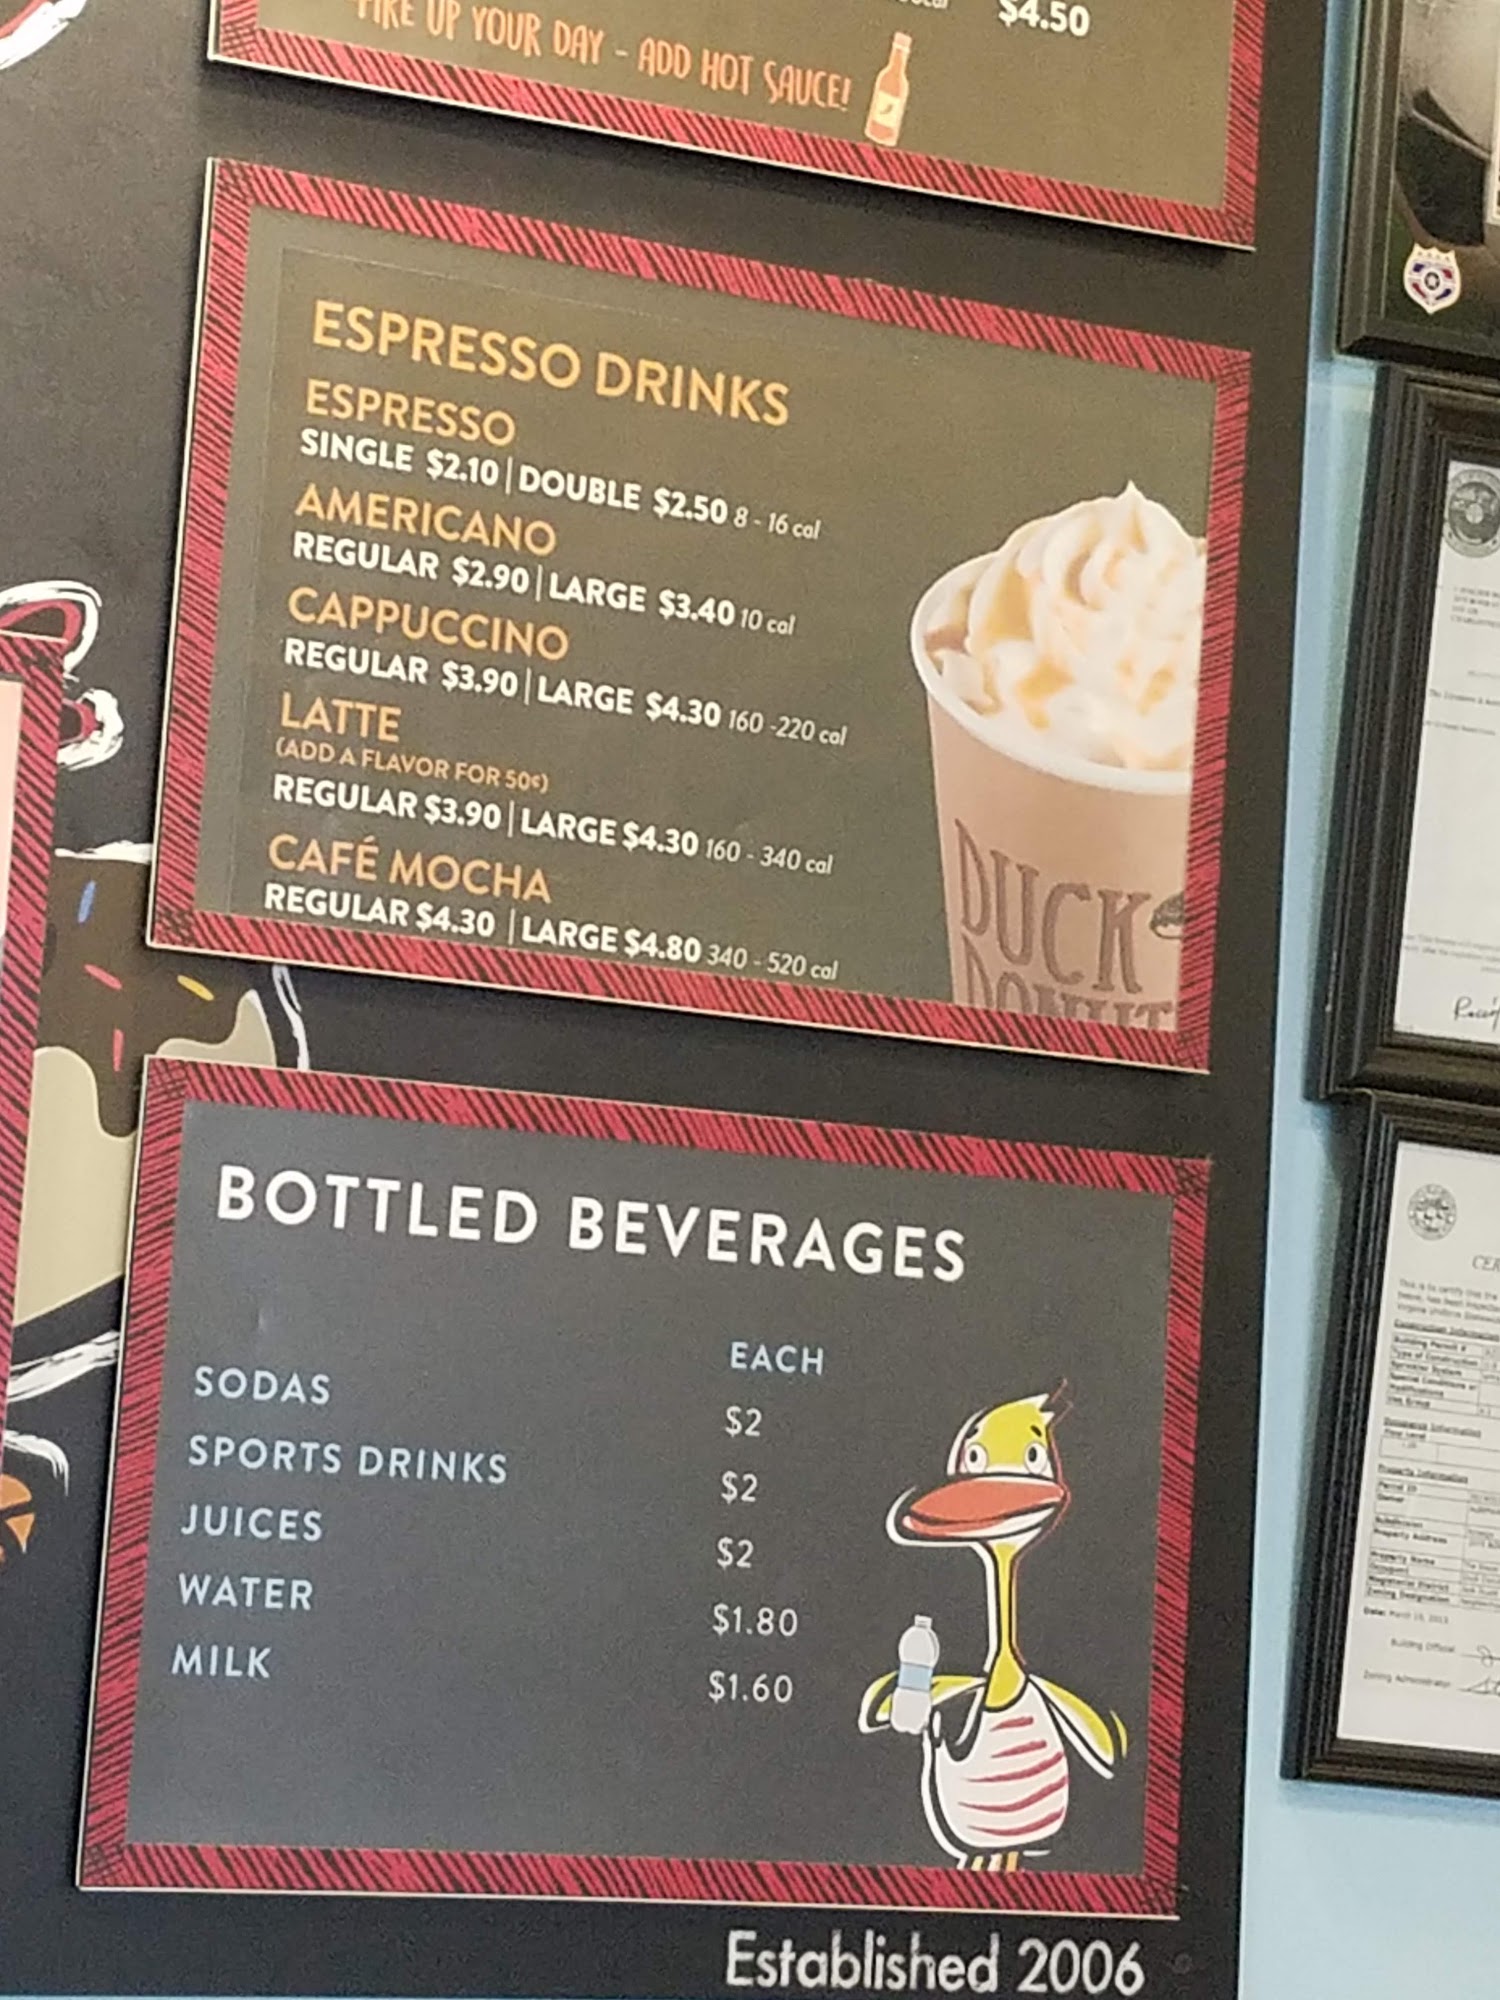 FIRE UP YOUR DAY - ADD HOT SAUCE!
$4.50
ESPRESSO DRINKS
ESPRESSO
SINGLE $2.10 | DOUBLE $2.50 8 - 16 cal
AMERICANO
REGULAR $2.90 | LARGE $3.40 10 cal
CAPPUCCINO
REGULAR $3.90 | LARGE $4.30 160 -220 cal
LATTE
(ADD A FLAVOR FOR 50¢)
REGULAR $3.90 | LARGE $4.30 160 - 340 cal
CAFÉ MOCHA
REGULAR $4.30 | LARGE $4.80 340 - 520 cal
DUCK
DONUT
BOTTLED BEVERAGES
EACH
SODAS $2
SPORTS DRINKS $2
JUICES $2
WATER $1.80
MILK $1.60
Established 2006